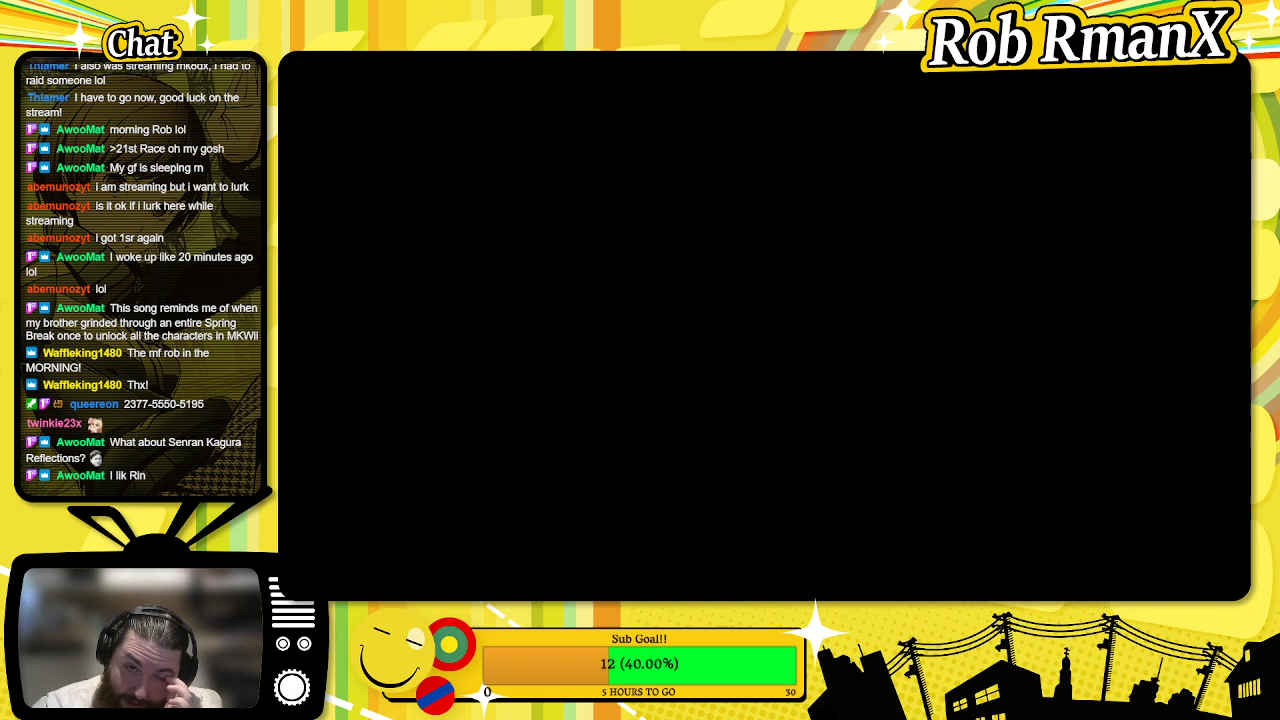 Chat
Rob RmanX
Thiamer I also was streaming mk8dx, I had to
raid someone lol
Thiamer I have to go now, good luck on the
stream!
AwooMat morning Rob lol
AwooMat >21st Race oh my gosh
AwooMat My gf is sleeping rn
abemunozyt i am streaming but i want to lurk
abemunozyt is it ok if i lurk here while
streaming
abemunozyt i got 1sr again
AwooMat I woke up like 20 minutes ago
lol
abemunozyt lol
AwooMat This song reminds me of when
my brother grinded through an entire Spring
Break once to unlock all the characters in MKWii
Waffleking1480 The mf rob in the
MORNING!
Waffleking1480 Thx!
queereon 2377-5550-5195
twinkie23x
AwooMat What about Senran Kagura
Reflections?
AwooMat I lik Rin
Sub Goal!!
12 (40.00%)
0 5 HOURS TO GO 30